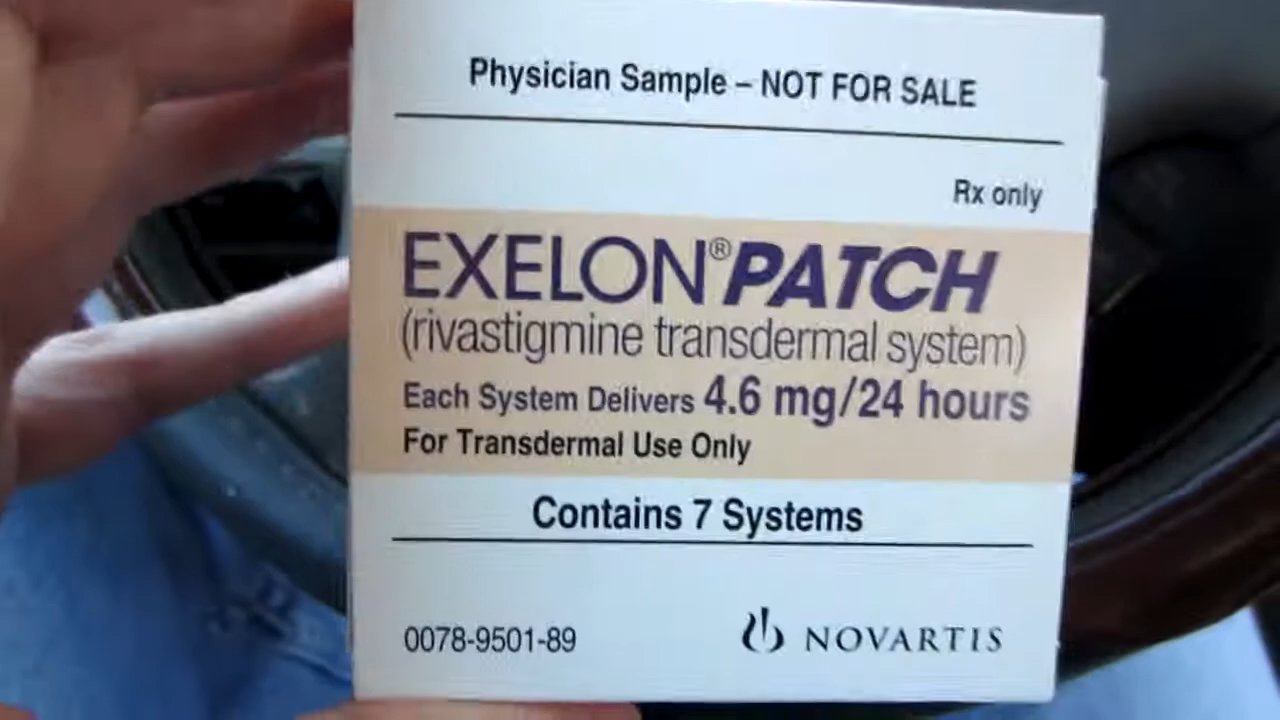 Physician Sample – NOT FOR SALE
Rx only
EXELON® PATCH
(rivastigmine transdermal system)
Each System Delivers 4.6 mg/24 hours
For Transdermal Use Only
Contains 7 Systems
0078-9501-89
NOVARTIS